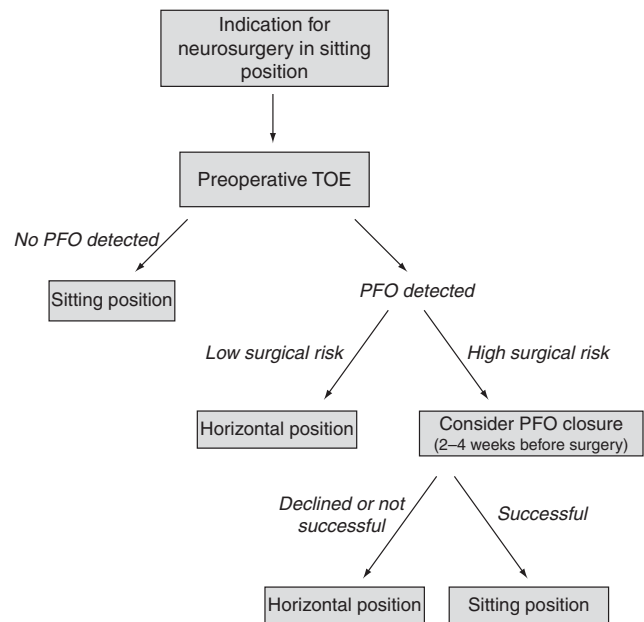 Indication for
neurosurgery in sitting
position
Preoperative TOE
No PFO detected
Sitting position
PFO detected
Low surgical risk
High surgical risk
Horizontal position
Consider PFO closure
(2–4 weeks before surgery)
Declined or not
successful
Successful
Horizontal position
Sitting position